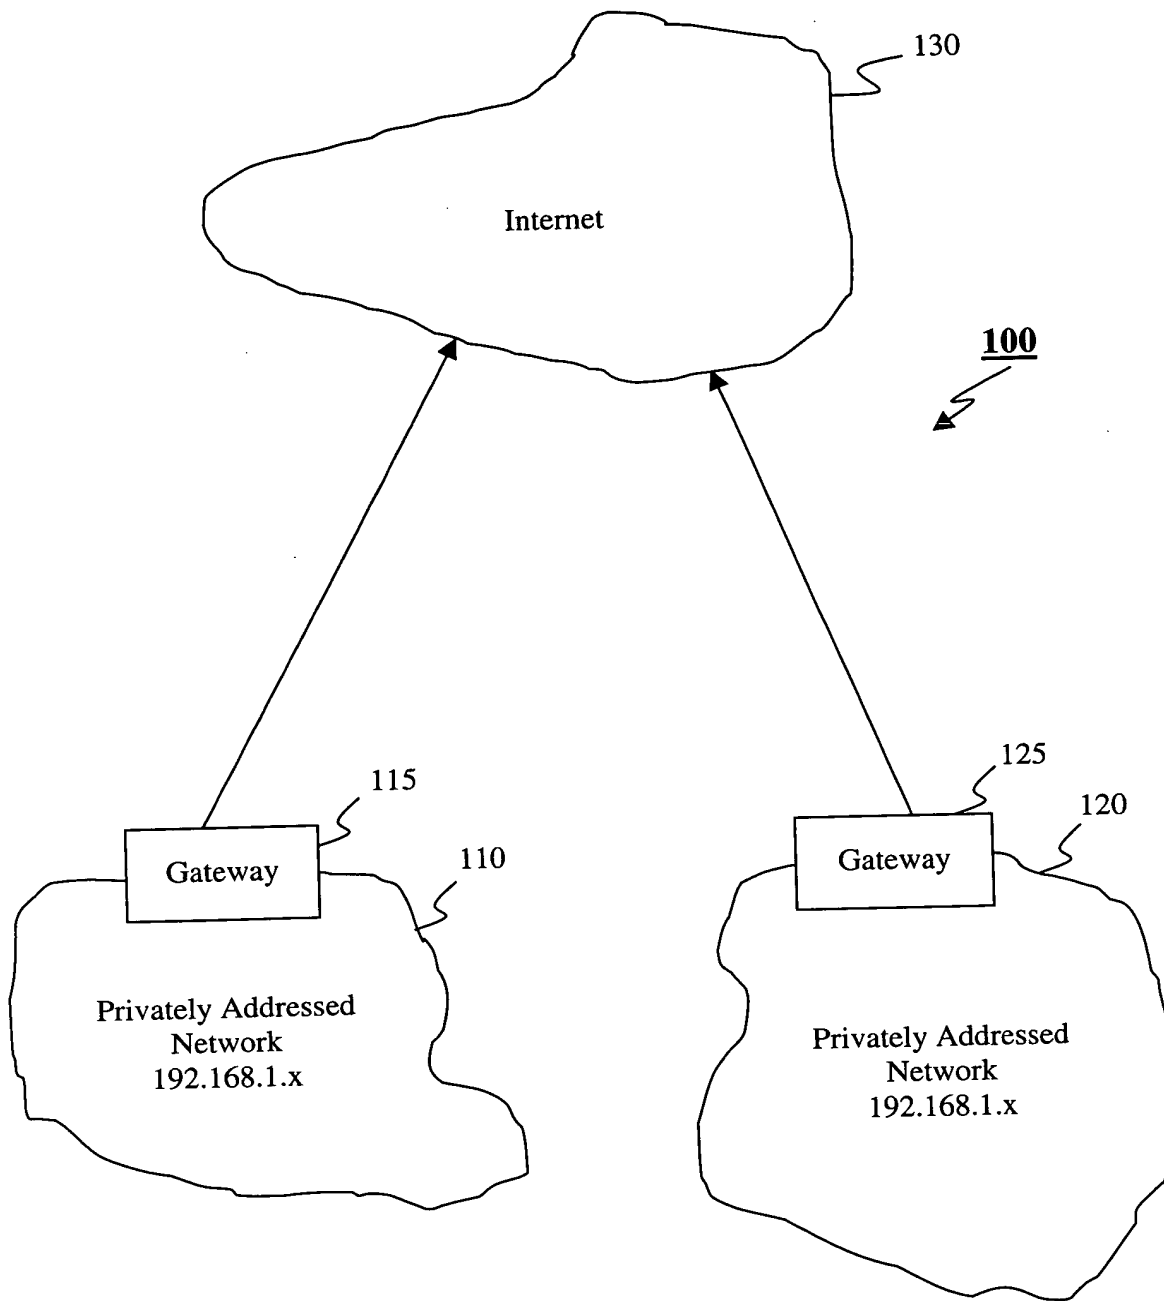 130
Internet
100
125
115
120
Gateway
110
Gateway
Privately Addressed
Network
192.168.1.x
Privately Addressed
Network
192.168.1.x